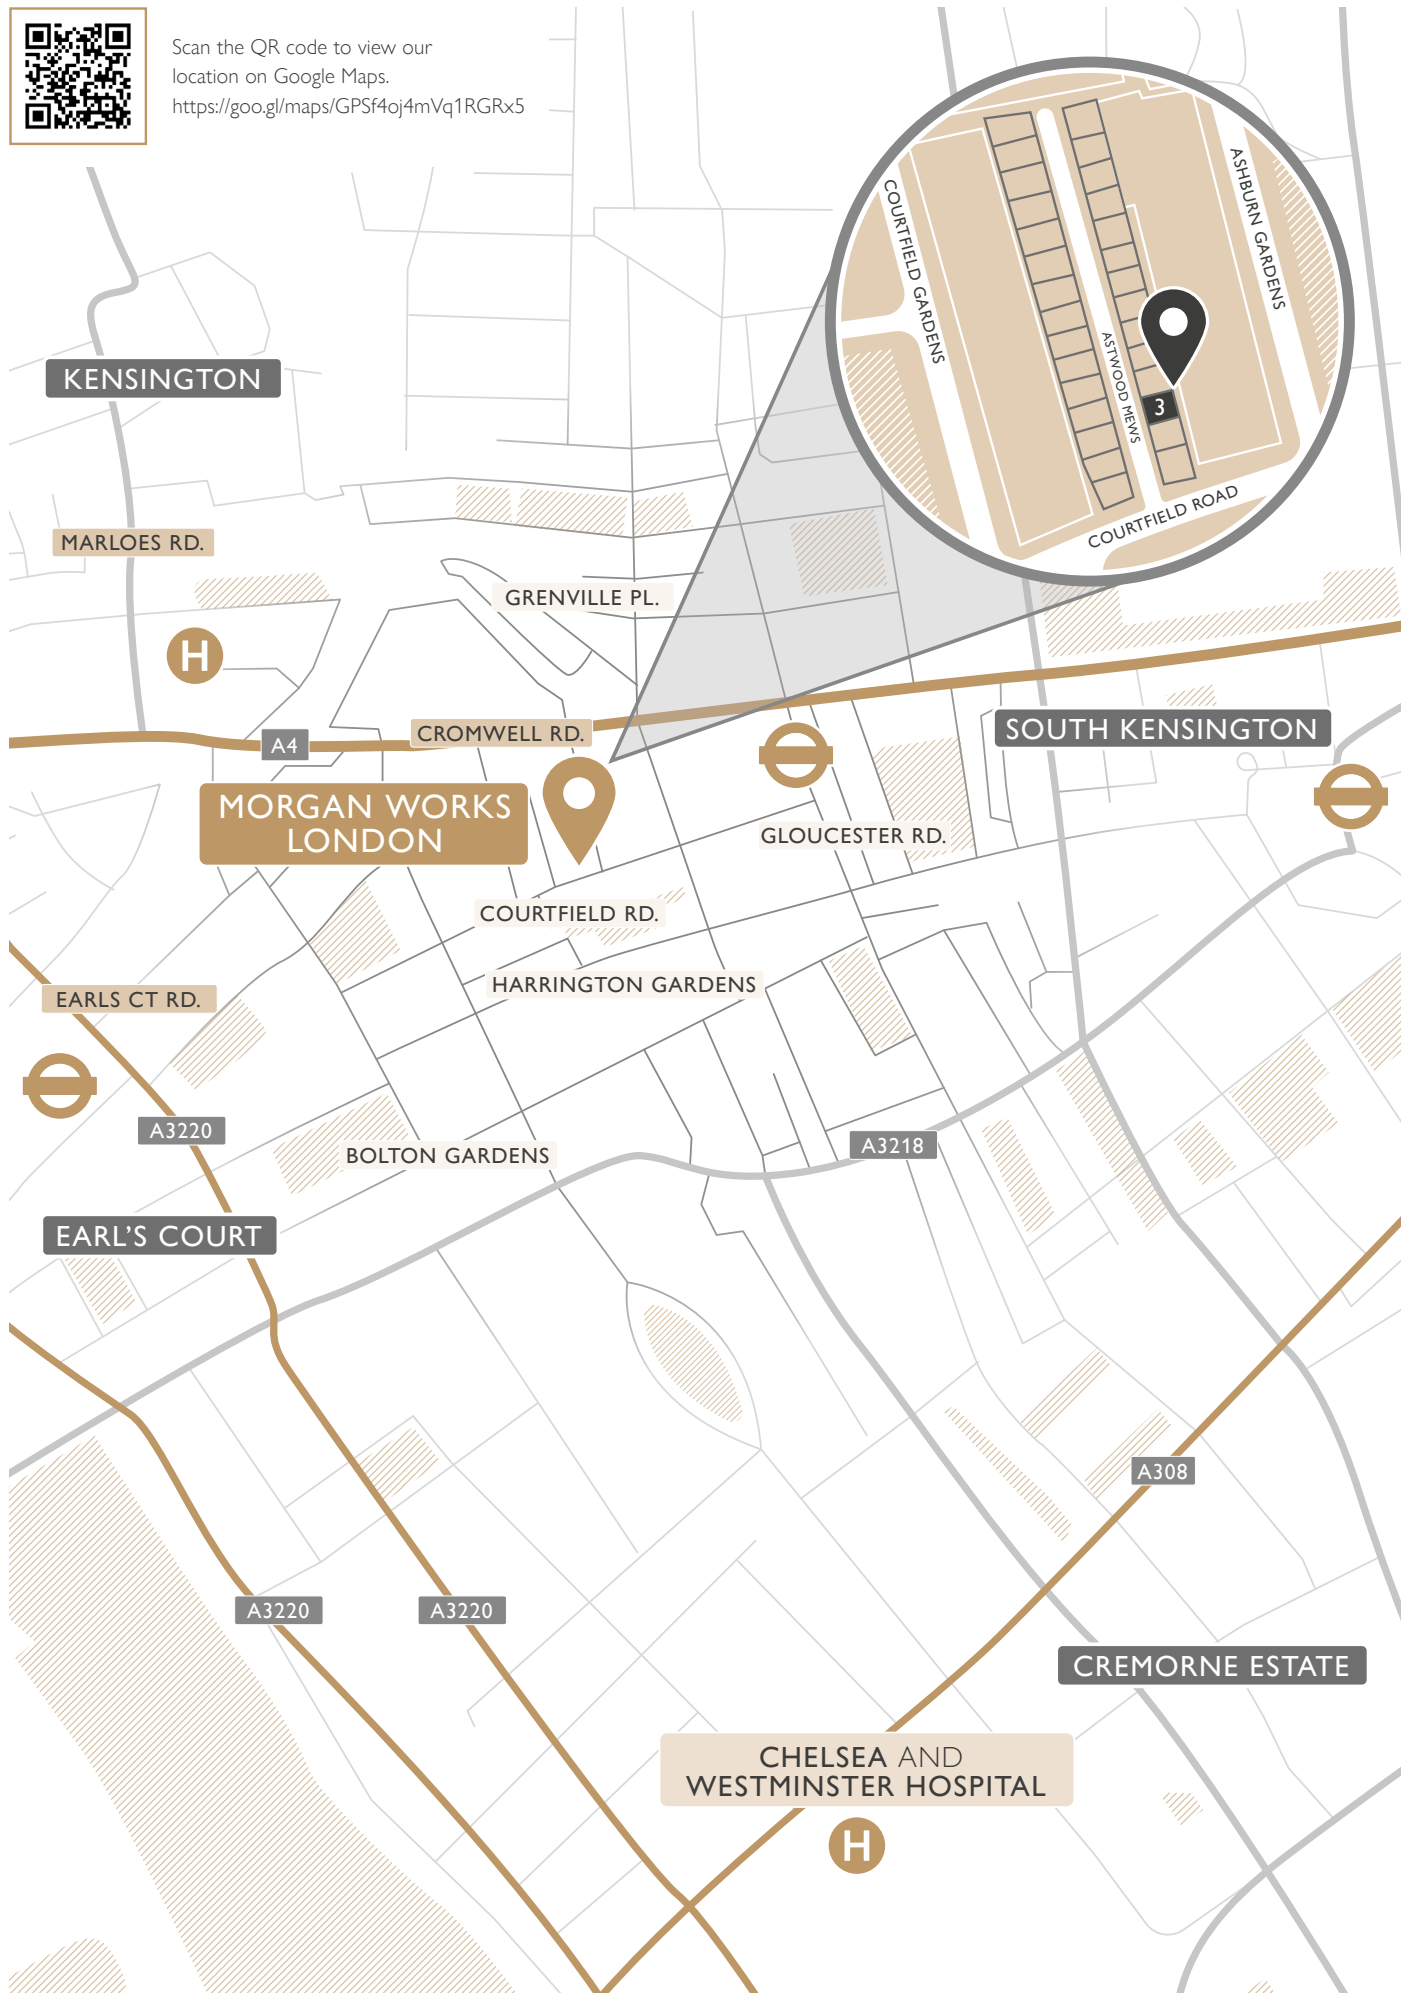 Scan the QR code to view our
location on Google Maps.
https://goo.gl/maps/GPSf4oj4mVq1RGRx5
COURTFIELD GARDENS
ASHBURN GARDENS
ASTWOOD MEWS
3
COURTFIELD ROAD
KENSINGTON
MARLOES RD.
GRENVILLE PL.
H
CROMWELL RD.
A4
SOUTH KENSINGTON
MORGAN WORKS
LONDON
GLOUCESTER RD.
COURTFIELD RD.
HARRINGTON GARDENS
EARLS CT RD.
A3220
BOLTON GARDENS
A3218
EARL'S COURT
A308
A3220
A3220
CREMORNE ESTATE
CHELSEA AND
WESTMINSTER HOSPITAL
H